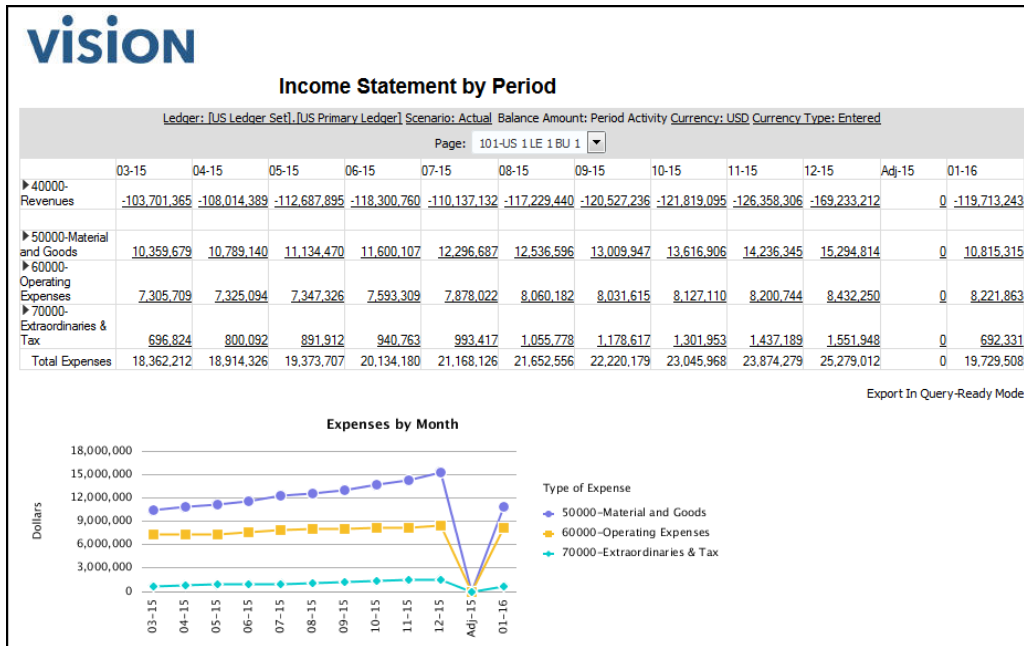 vision
Income Statement by Period
Ledger: [US Ledger Set].[US Primary Ledger] Scenario: Actual Balance Amount: Period Activity Currency: USD Currency Type: Entered
Page: 101-US 1 LE 1 BU 1
03-15 04-15 05-15 06-15 07-15 08-15 09-15 10-15 11-15 12-15 Adj-15 01-16
40000-
Revenues -103,701,365 -108,014,389 -112,687,895 -118,300,760 -110,137,132 -117,229,440 -120,527,236 -121,819,095 -126,358,306 -169,233,212 0 -119,713,243
50000-Material
and Goods 10,359,679 10,789,140 11,134,470 11,600,107 12,296,687 12,536,596 13,009,947 13,616,906 14,236,345 15,294,814 0 10,815,315
60000-
Operating
Expenses 7,305,709 7,325,094 7,347,326 7,593,309 7,878,022 8,060,182 8,031,615 8,127,110 8,200,744 8,432,250 0 8,221,863
70000-
Extraordinaries &
Tax 696,824 800,092 891,912 940,763 993,417 1,055,778 1,178,617 1,301,953 1,437,189 1,551,948 0 692,331
Total Expenses 18,362,212 18,914,326 19,373,707 20,134,180 21,168,126 21,652,556 22,220,179 23,045,968 23,874,279 25,279,012 0 19,729,508
Export In Query-Ready Mode
Expenses by Month
18,000,000
15,000,000
12,000,000
9,000,000
6,000,000
3,000,000
0
Dollars
03-15 04-15 05-15 06-15 07-15 08-15 09-15 10-15 11-15 12-15 Adj-15 01-16
Type of Expense
50000-Material and Goods
60000-Operating Expenses
70000-Extraordinaries & Tax